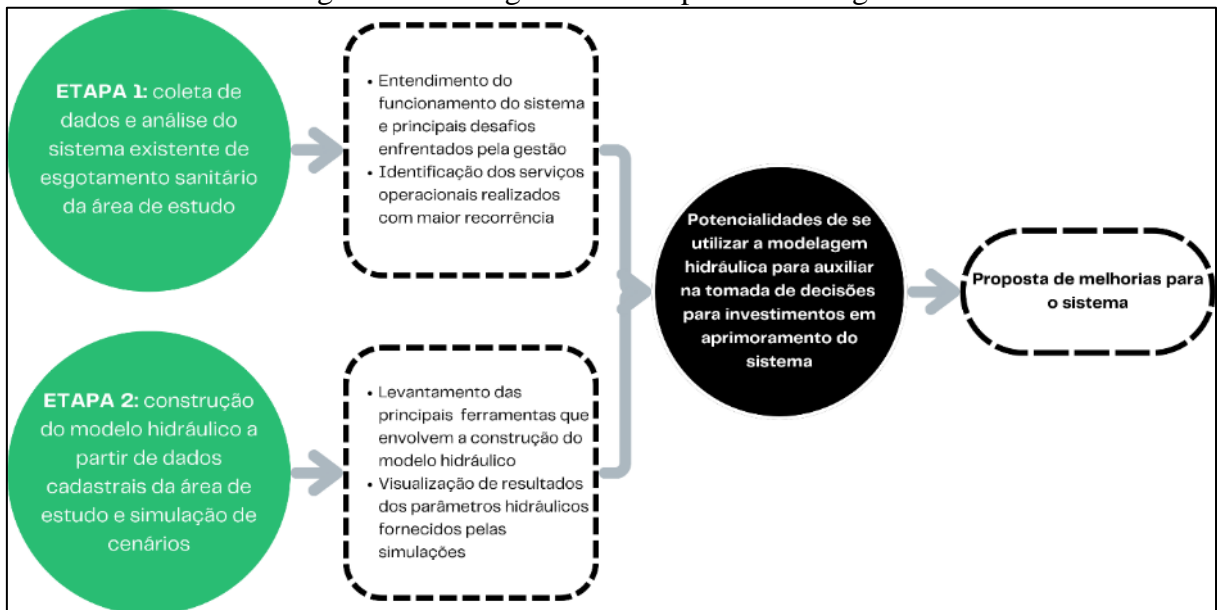 ETAPA 1: coleta de
dados e análise do
sistema existente de
esgotamento sanitário
da área de estudo
• Entendimento do
funcionamento do sistema
e principais desafios
enfrentados pela gestão
• Identificação dos serviços
operacionais realizados
com maior recorrência
ETAPA 2: construção
do modelo hidráulico a
partir de dados
cadastrais da área de
estudo e simulação de
cenários
• Levantamento das
principais ferramentas que
envolvem a construção do
modelo hidráulico
• Visualização de resultados
dos parâmetros hidráulicos
fornecidos pelas
simulações
Potencialidades de se
utilizar a modelagem
hidráulica para auxiliar
na tomada de decisões
para investimentos em
aprimoramento do
sistema
Proposta de melhorias para
o sistema